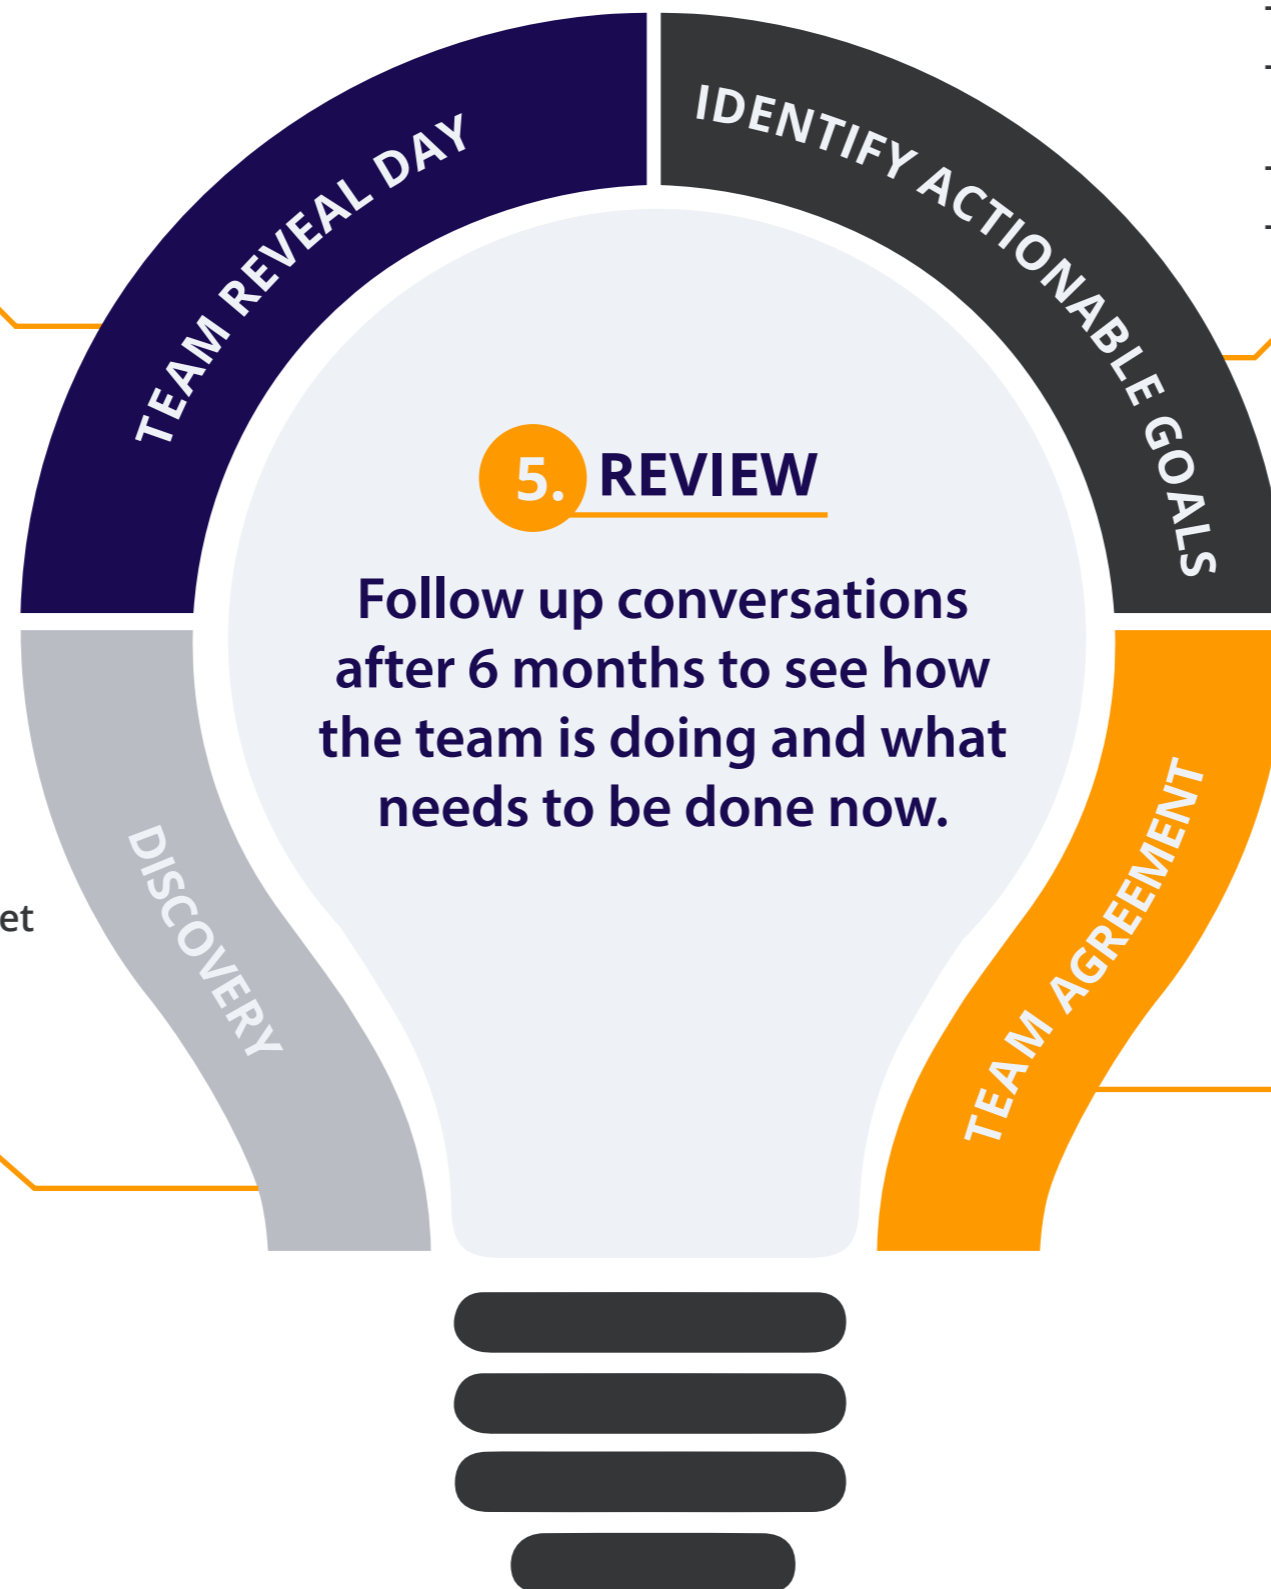 TEAM REVEAL DAY
IDENTIFY ACTIONABLE GOALS
5. REVIEW
Follow up conversations
after 6 months to see how
the team is doing and what
needs to be done now.
DISCOVERY
et
TEAM AGREEMENT